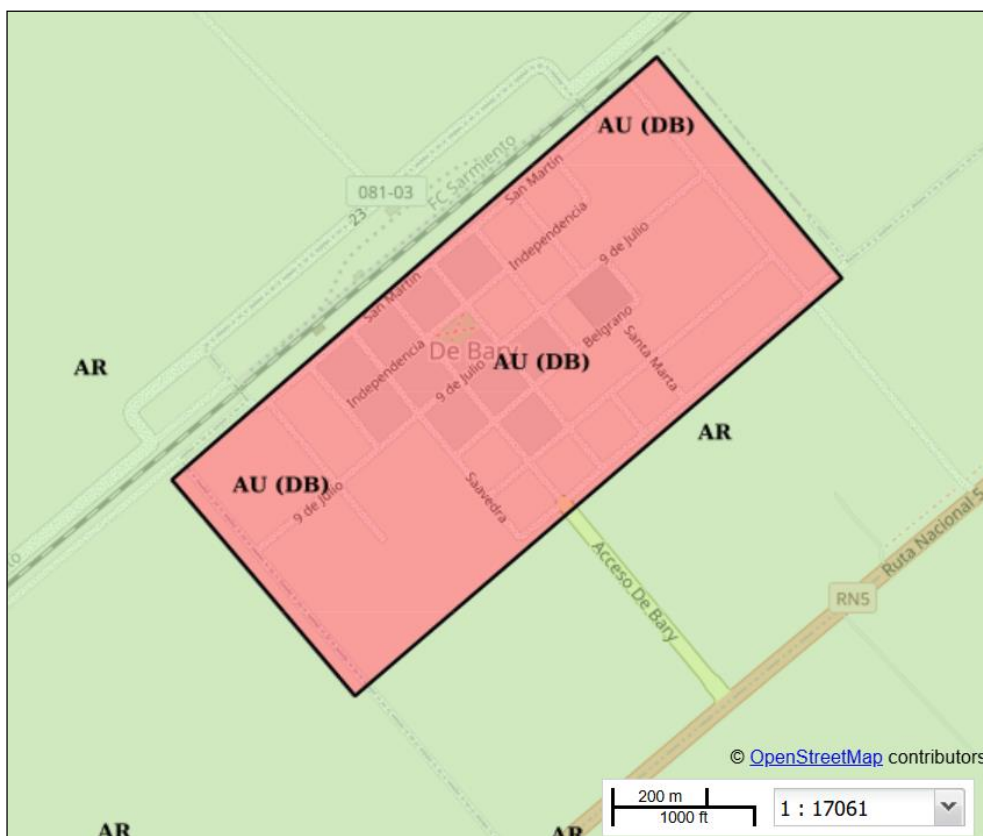 AU (DB)
San Martín
081-03
FC Sarmiento
23
Independencia
9 de Julio
San Martín
Belgrano
De Bary
AU (DB)
Santa Marta
AR
Independencia
9 de Julio
AR
AU (DB)
9 de Julio
Saavedra
Ruta Nacional 5
Acceso De Bary
RN5
© OpenStreetMap contributors
200 m
1000 ft
1 : 17061
AR
AR